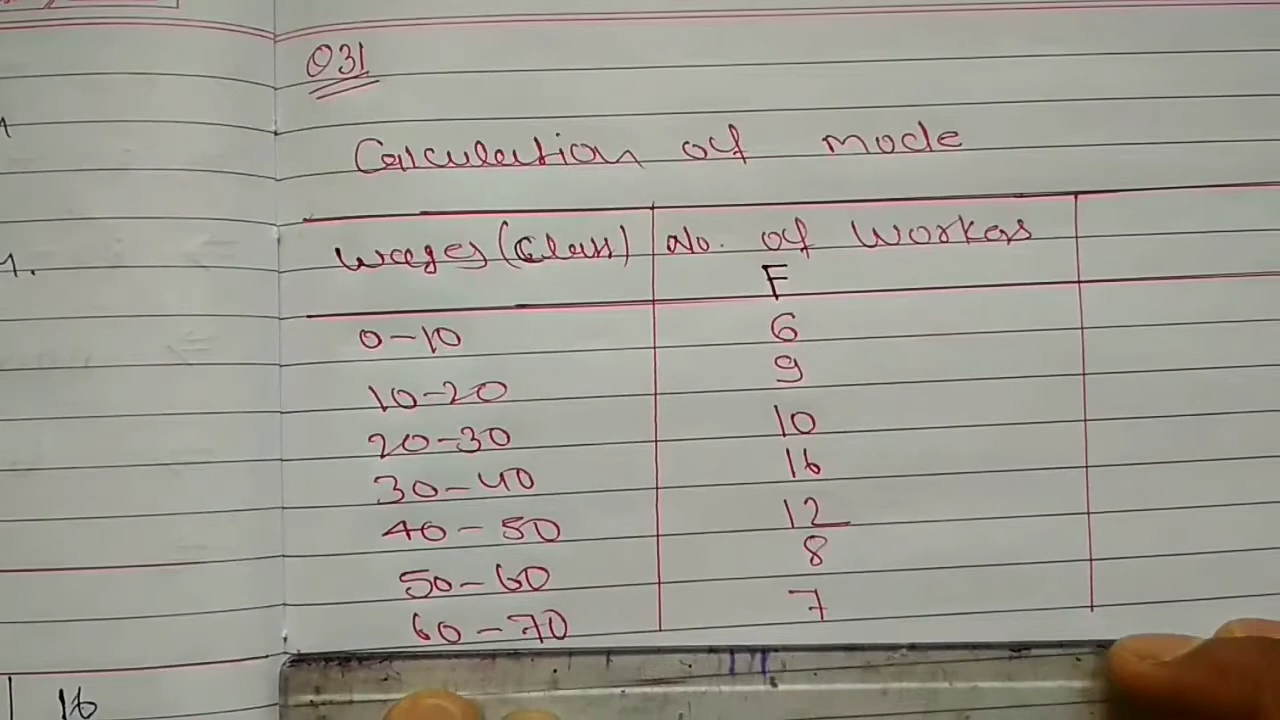 Q31
Calculation of mode
Wages (Class) No. of Workers
F
0-10 6
10-20 9
20-30 10
30-40 16
40-50 12
50-60 8
60-70 7
16